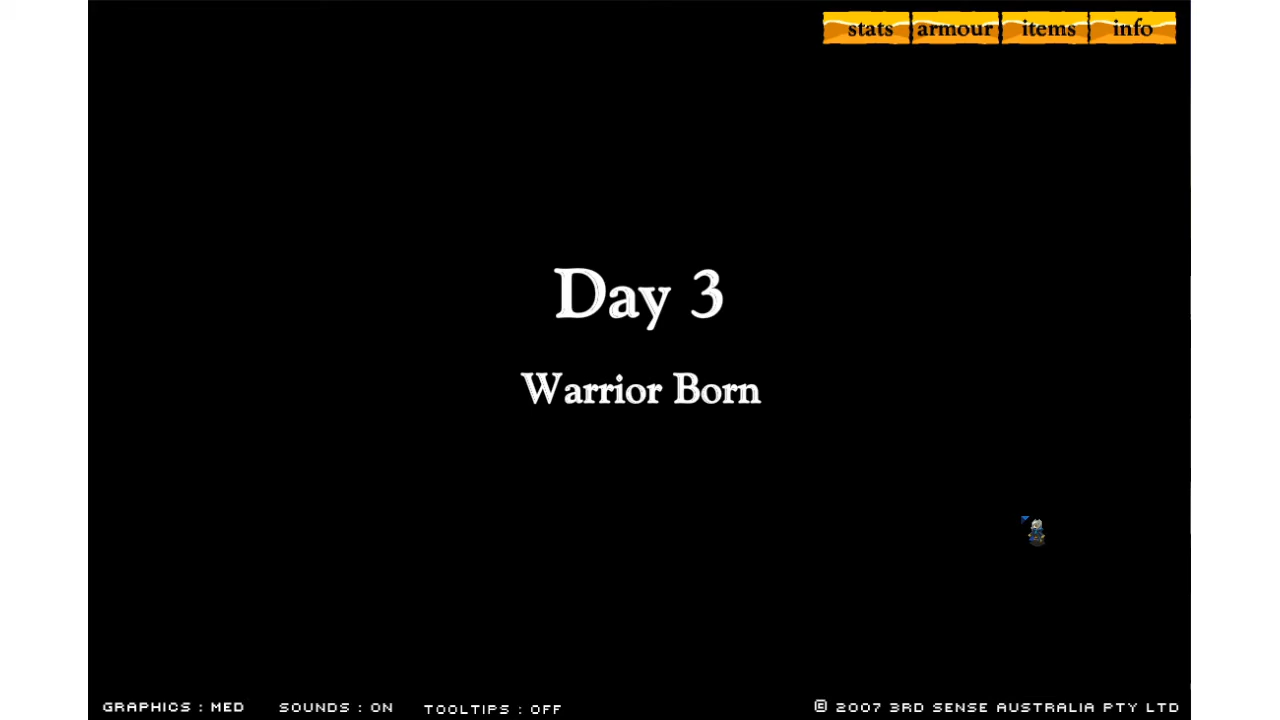 stats armour items info
Day 3
Warrior Born
GRAPHICS : MED SOUNDS : ON TOOLTIPS : OFF © 2007 3RD SENSE AUSTRALIA PTY LTD